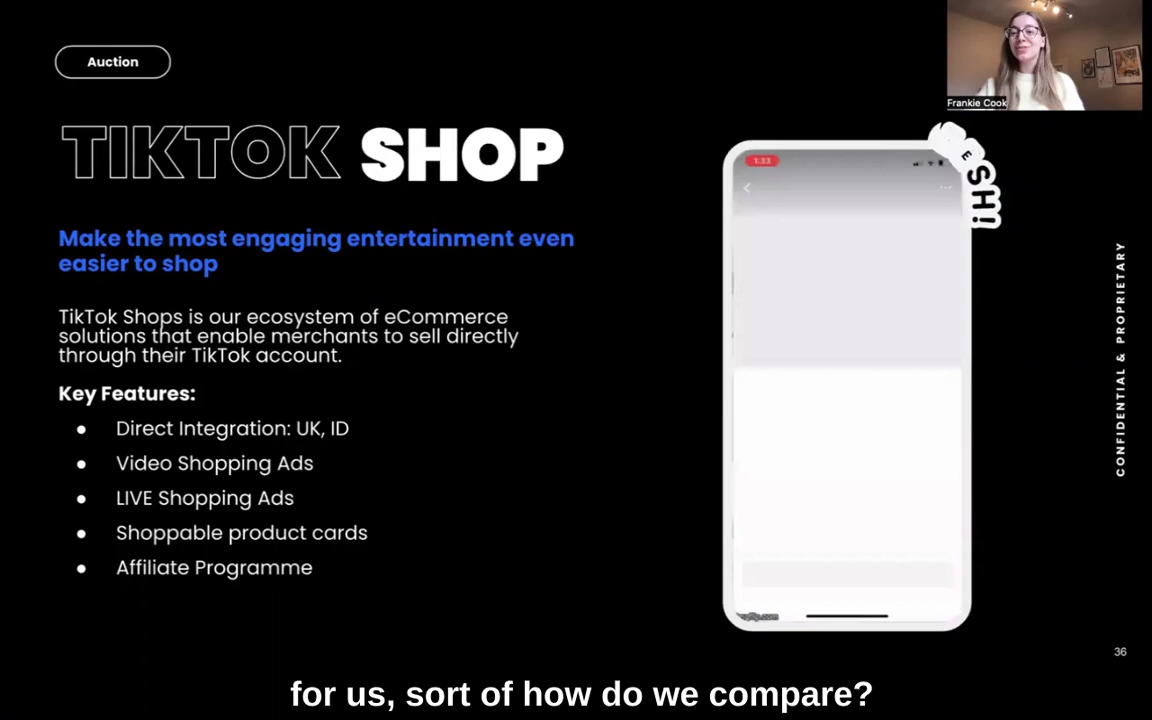 Auction
Frankie Cook
TIKTOK SHOP
1:33
E SH!
Make the most engaging entertainment even
easier to shop
TikTok Shops is our ecosystem of eCommerce
solutions that enable merchants to sell directly
through their TikTok account.
Key Features:
● Direct Integration: UK, ID
● Video Shopping Ads
● LIVE Shopping Ads
● Shoppable product cards
● Affiliate Programme
CONFIDENTIAL & PROPRIETARY
36
for us, sort of how do we compare?